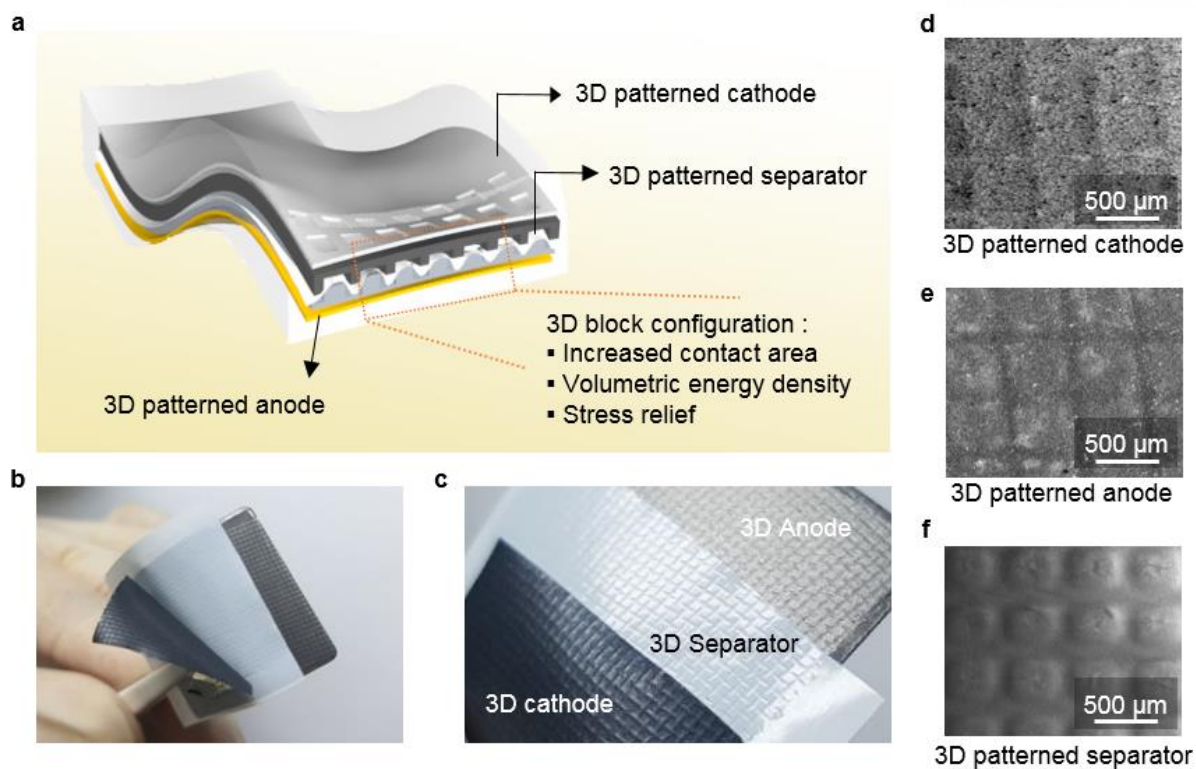 a
3D patterned cathode
3D patterned separator
3D block configuration :
▪ Increased contact area
▪ Volumetric energy density
▪ Stress relief
3D patterned anode
b
c
3D Anode
3D Separator
3D cathode
d
500 µm
3D patterned cathode
e
500 µm
3D patterned anode
f
500 µm
3D patterned separator